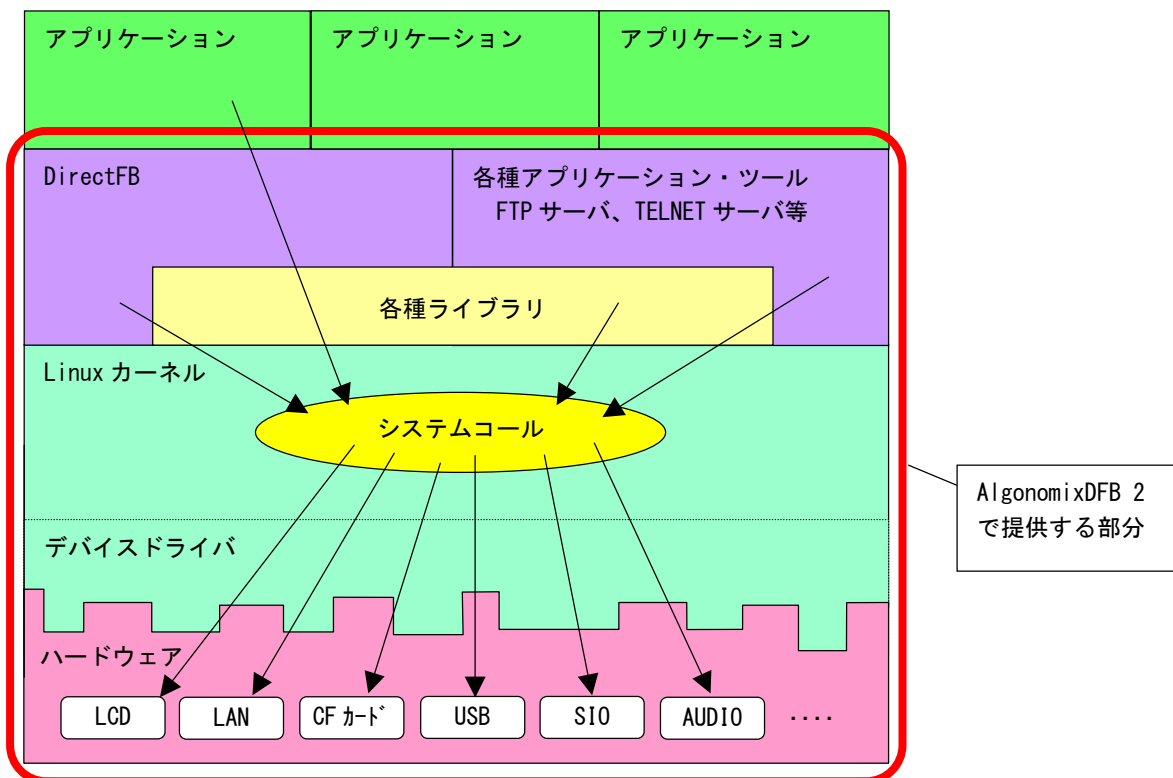 アプリケーション
アプリケーション
アプリケーション
DirectFB
各種アプリケーション・ツール
FTP サーバ、TELNET サーバ等
各種ライブラリ
Linux カーネル
システムコール
AlgonomixDFB 2
で提供する部分
デバイスドライバ
ハードウェア
LCD
LAN
CF ｶｰﾄﾞ
USB
SIO
AUDIO
‥‥